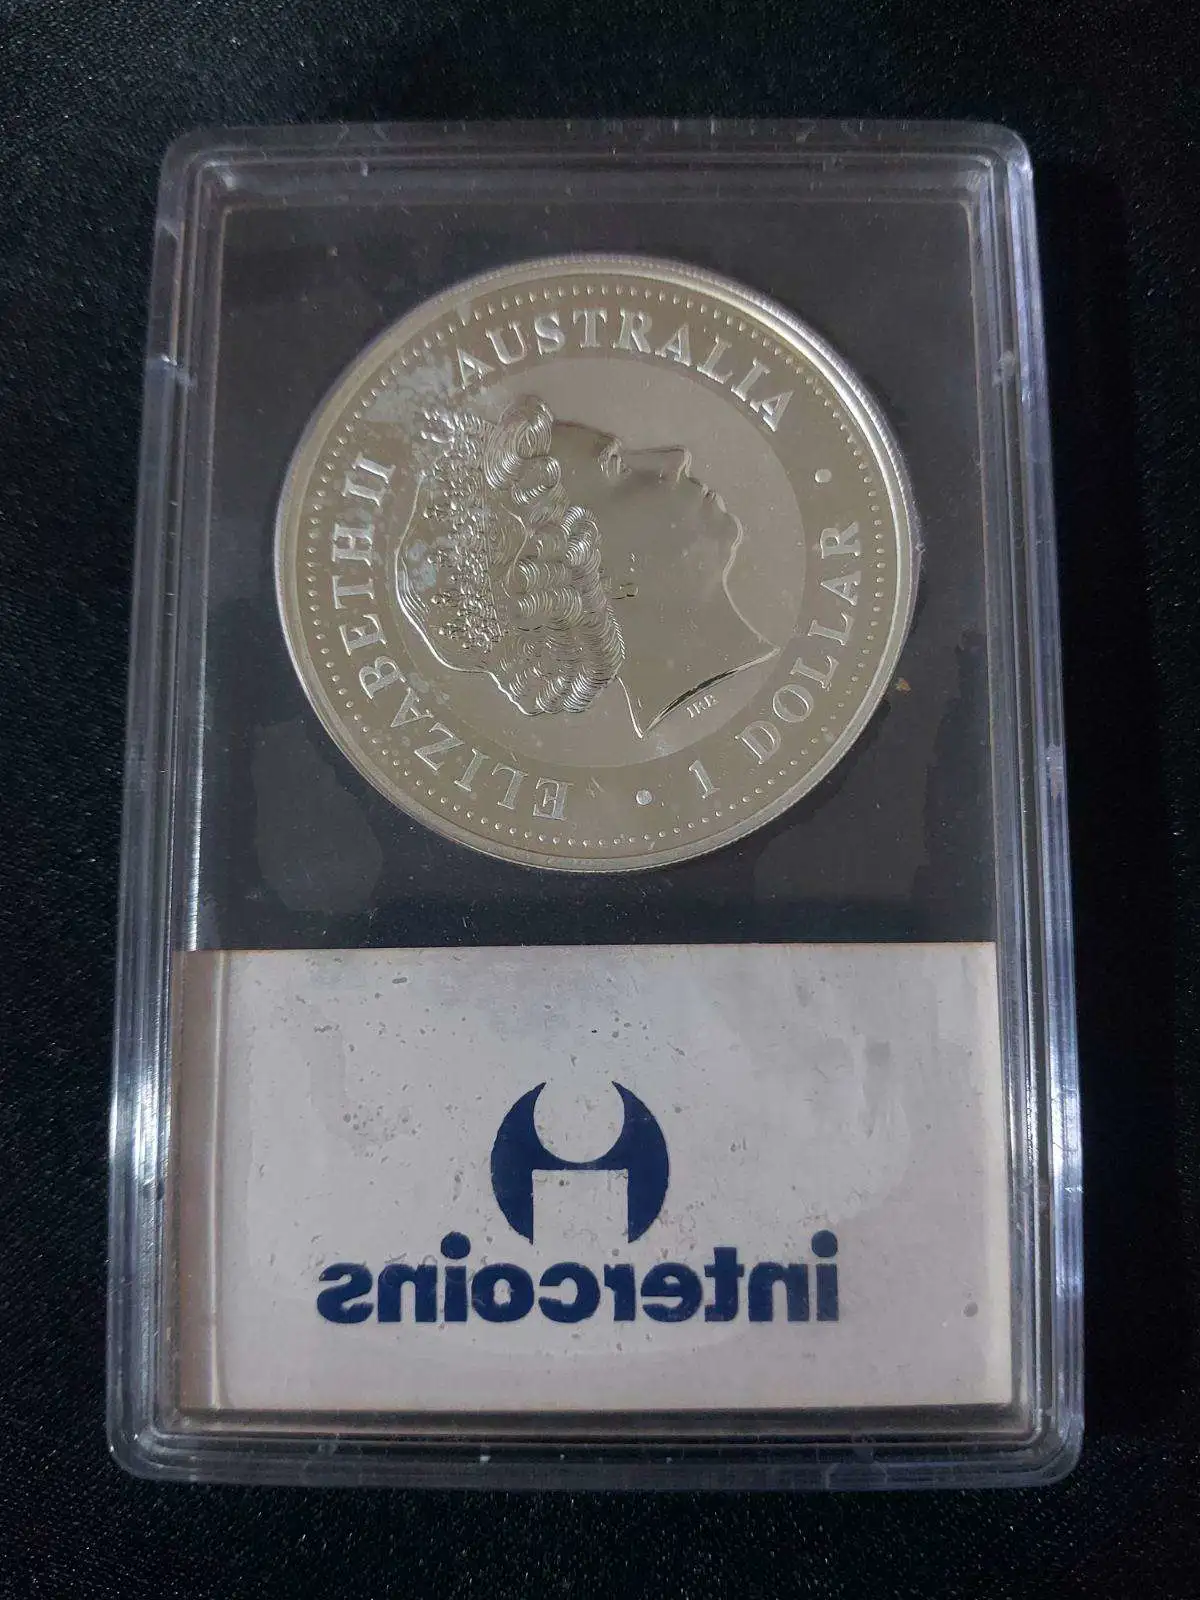 ELIZABETH II AUSTRALIA
• 1 DOLLAR •
IRB
intercoins